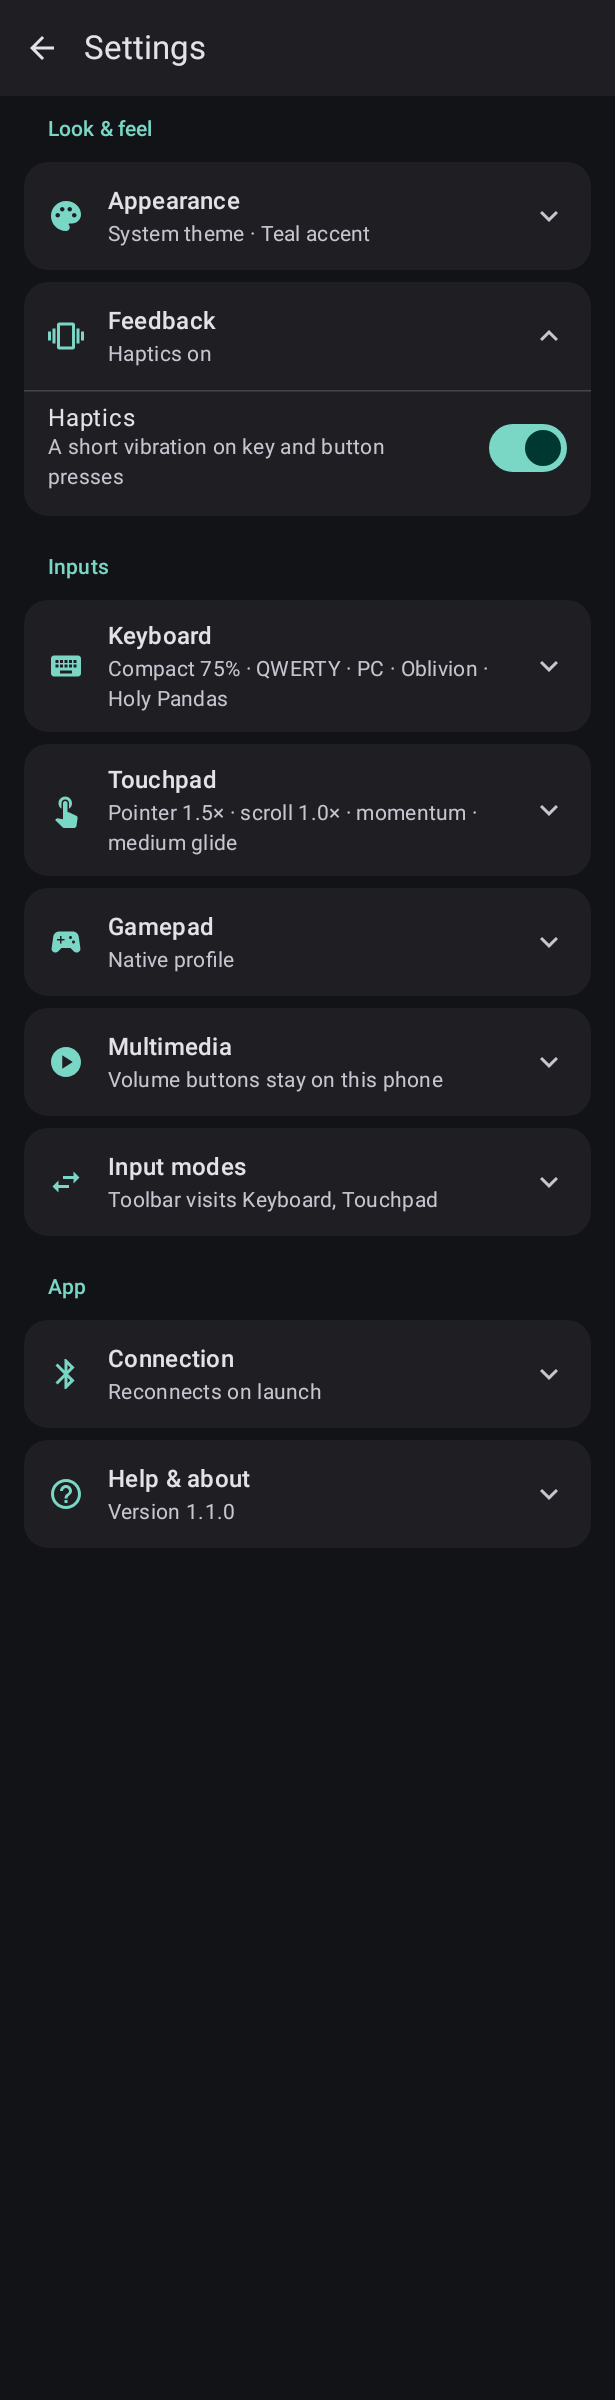 Settings
Look & feel
Appearance
System theme · Teal accent
Feedback
Haptics on
Haptics
A short vibration on key and button
presses
Inputs
Keyboard
Compact 75% · QWERTY · PC · Oblivion ·
Holy Pandas
Touchpad
Pointer 1.5× · scroll 1.0× · momentum ·
medium glide
Gamepad
Native profile
Multimedia
Volume buttons stay on this phone
Input modes
Toolbar visits Keyboard, Touchpad
App
Connection
Reconnects on launch
Help & about
Version 1.1.0